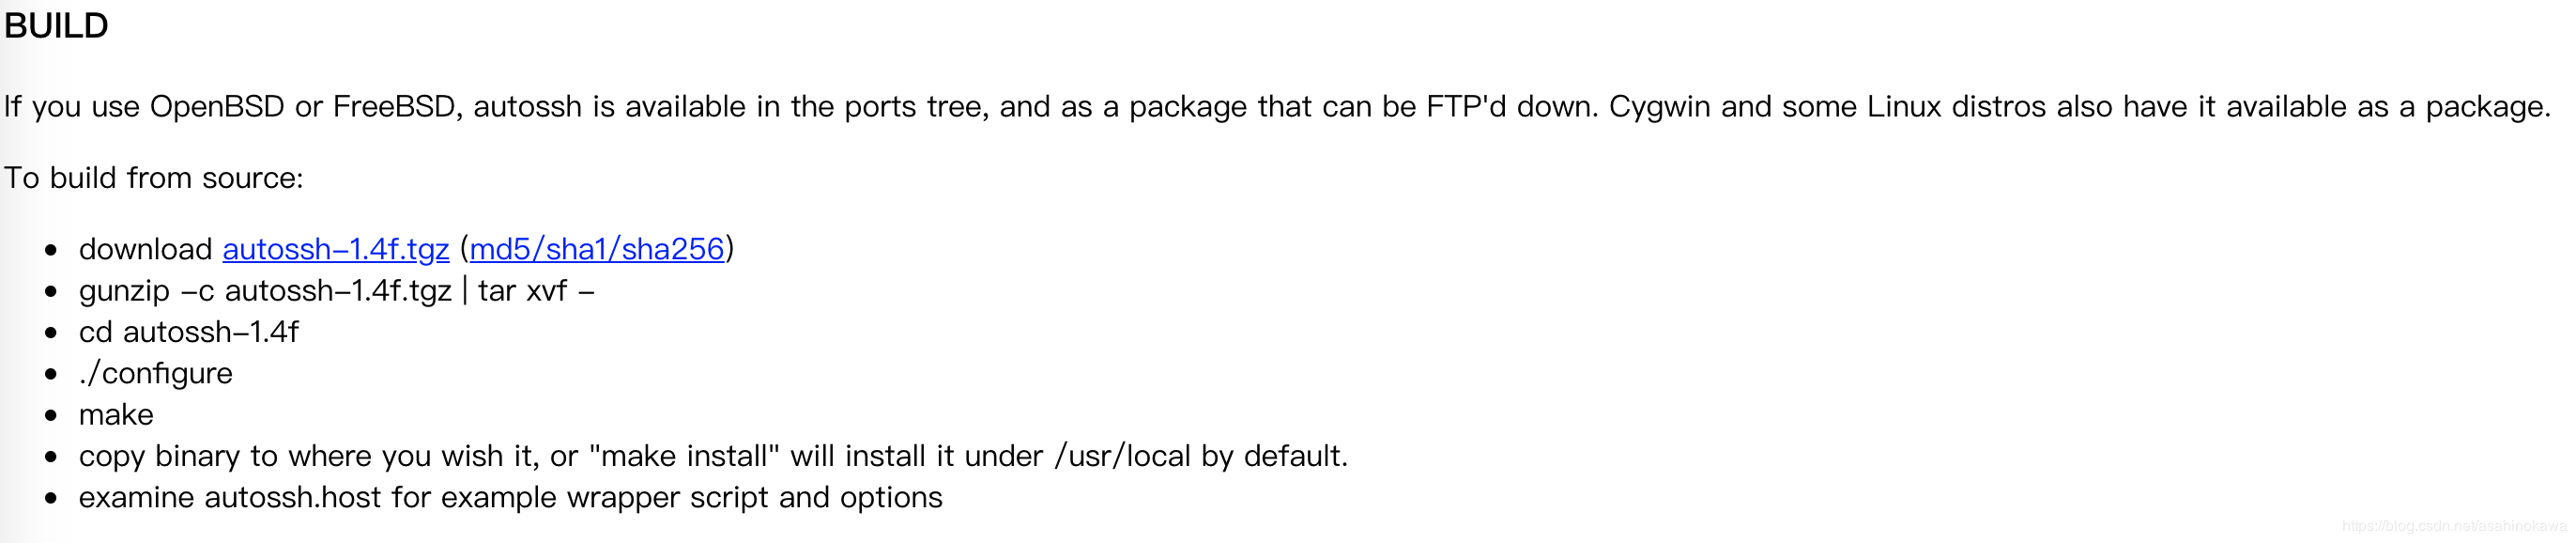 BUILD
If you use OpenBSD or FreeBSD, autossh is available in the ports tree, and as a package that can be FTP'd down. Cygwin and some Linux distros also have it available as a package.
To build from source:
• download autossh-1.4f.tgz (md5/sha1/sha256)
• gunzip -c autossh-1.4f.tgz | tar xvf -
• cd autossh-1.4f
• ./configure
• make
• copy binary to where you wish it, or "make install" will install it under /usr/local by default.
• examine autossh.host for example wrapper script and options
https://blog.csdn.net/asahinokawa